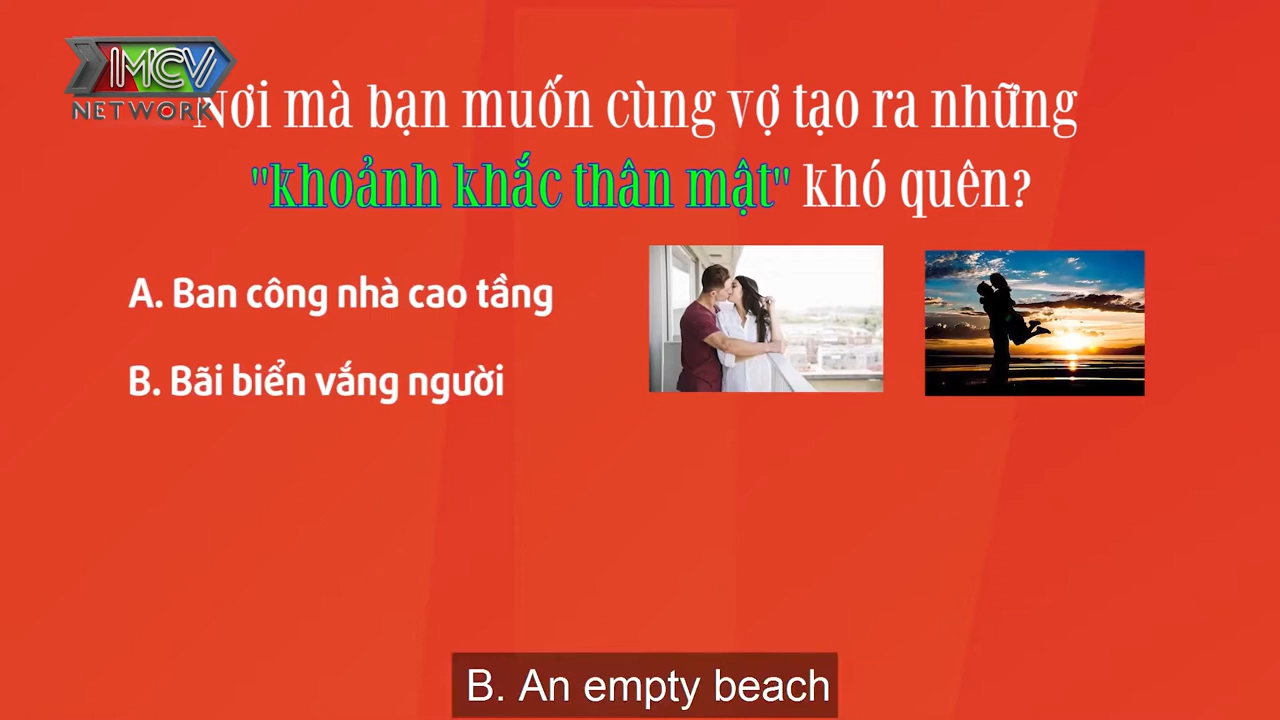 MCV
NETWORK
Nơi mà bạn muốn cùng vợ tạo ra những
"khoảnh khắc thân mật" khó quên?
A. Ban công nhà cao tầng
B. Bãi biển vắng người
B. An empty beach